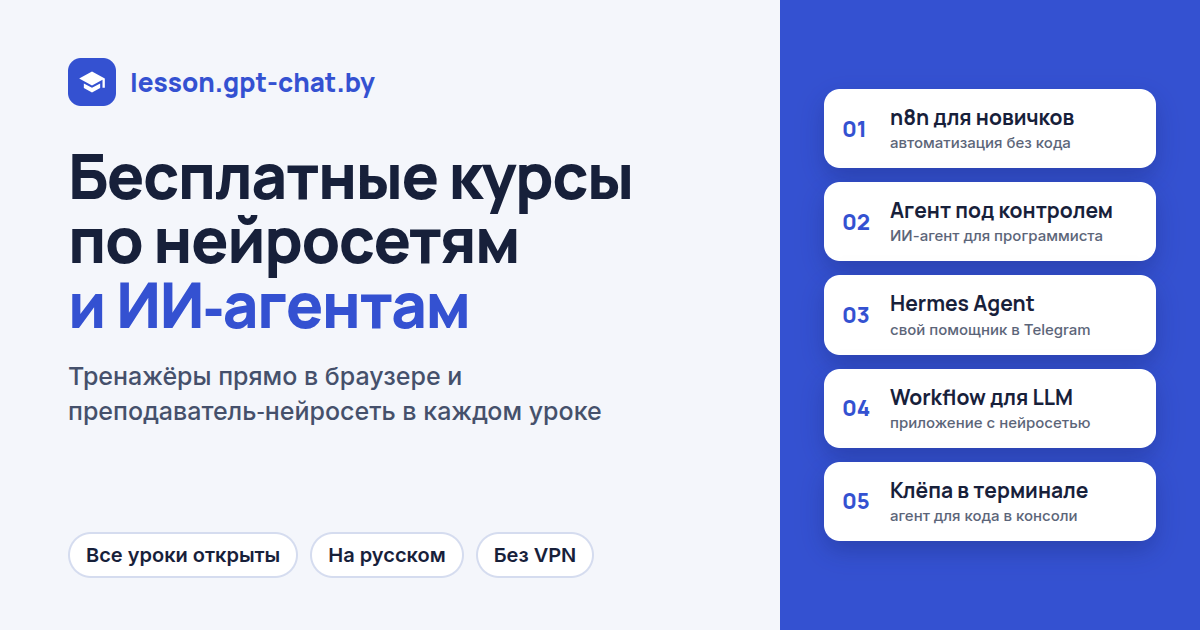 lesson.gpt-chat.by
Бесплатные курсы
по нейросетям
и ИИ-агентам
Тренажёры прямо в браузере и
преподаватель-нейросеть в каждом уроке
Все уроки открыты
На русском
Без VPN
01
n8n для новичков
автоматизация без кода
02
Агент под контролем
ИИ-агент для программиста
03
Hermes Agent
свой помощник в Telegram
04
Workflow для LLM
приложение с нейросетью
05
Клёпа в терминале
агент для кода в консоли